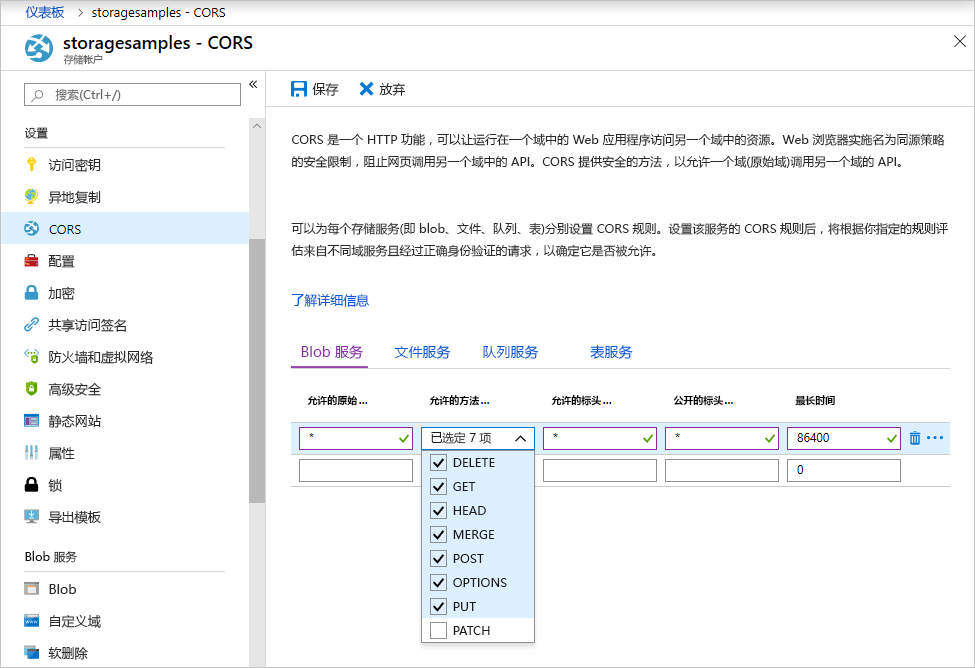 仪表板 > storagesamples - CORS
storagesamples - CORS
存储帐户
搜索(Ctrl+/)
«
设置
访问密钥
异地复制
CORS
配置
加密
共享访问签名
防火墙和虚拟网络
高级安全
静态网站
属性
锁
导出模板
Blob 服务
Blob
自定义域
软删除
保存 放弃
CORS 是一个 HTTP 功能，可以让运行在一个域中的 Web 应用程序访问另一个域中的资源。Web 浏览器实施名为同源策略
的安全限制，阻止网页调用另一个域中的 API。CORS 提供安全的方法，以允许一个域(原始域)调用另一个域的 API。
可以为每个存储服务(即 blob、文件、队列、表)分别设置 CORS 规则。设置该服务的 CORS 规则后，将根据你指定的规则评
估来自不同域服务且经过正确身份验证的请求，以确定它是否被允许。
了解详细信息
Blob 服务 文件服务 队列服务 表服务
允许的原始... 允许的方法... 允许的标头... 公开的标头... 最长时间
* 已选定 7 项 * * 86400
0
DELETE
GET
HEAD
MERGE
POST
OPTIONS
PUT
PATCH